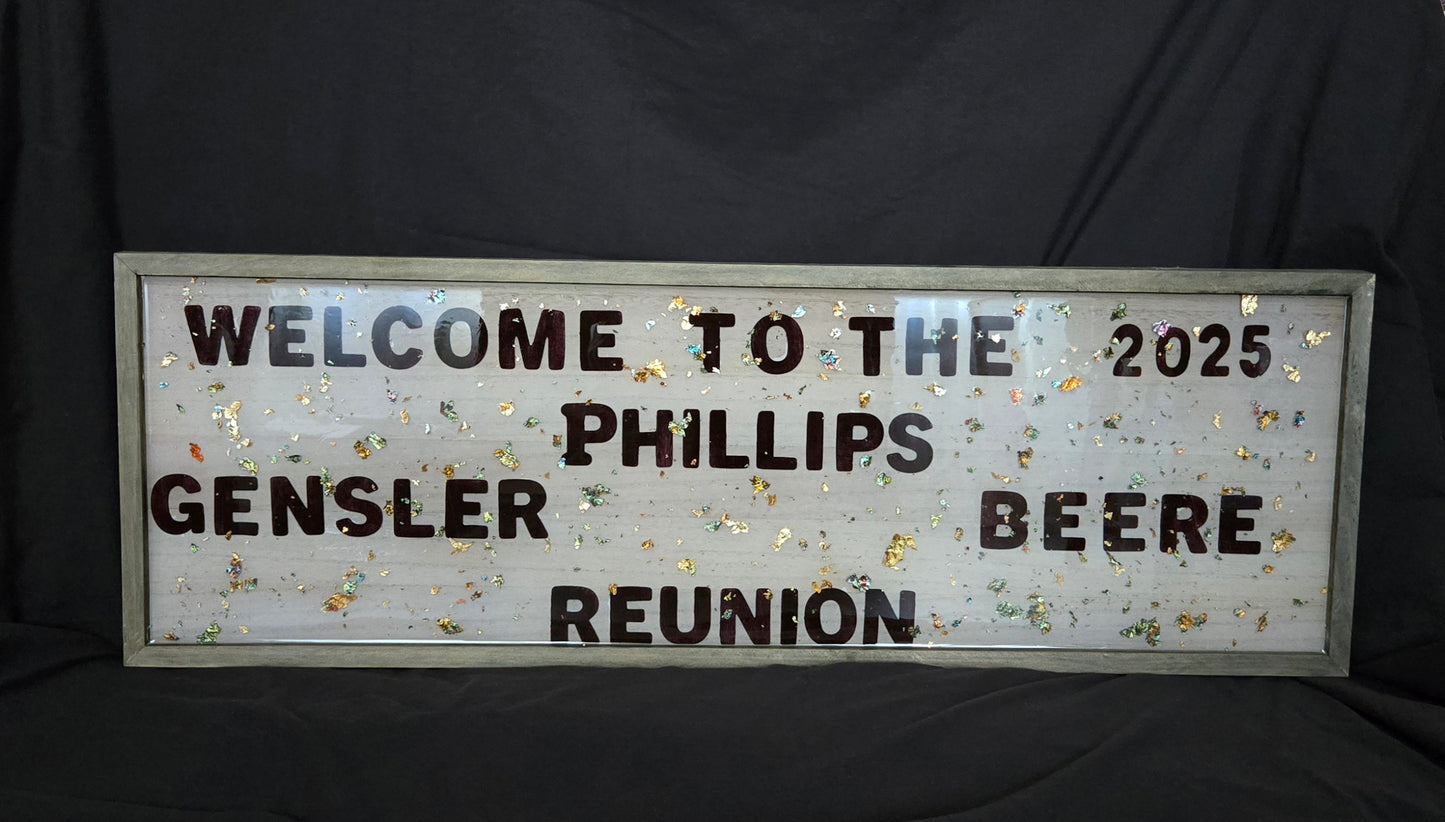 WELCOME TO THE 2025
PHILLIPS
GENSLER BEERE
REUNION